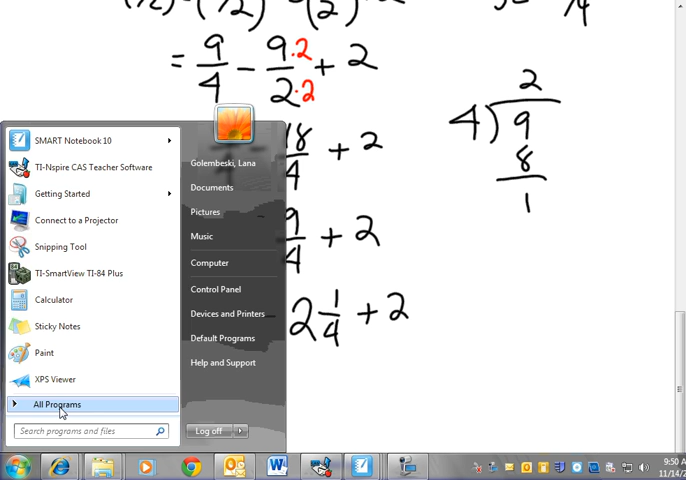 = 9/4 - 9·2/2·2 + 2
2
4)9
8
1
18/4 + 2
9/4 + 2
2 1/4 + 2
SMART Notebook 10
TI-Nspire CAS Teacher Software
Getting Started
Connect to a Projector
Snipping Tool
TI-SmartView TI-84 Plus
Calculator
Sticky Notes
Paint
XPS Viewer
All Programs
Search programs and files
Golembeski, Lana
Documents
Pictures
Music
Computer
Control Panel
Devices and Printers
Default Programs
Help and Support
Log off
9:50 A
11/14/2